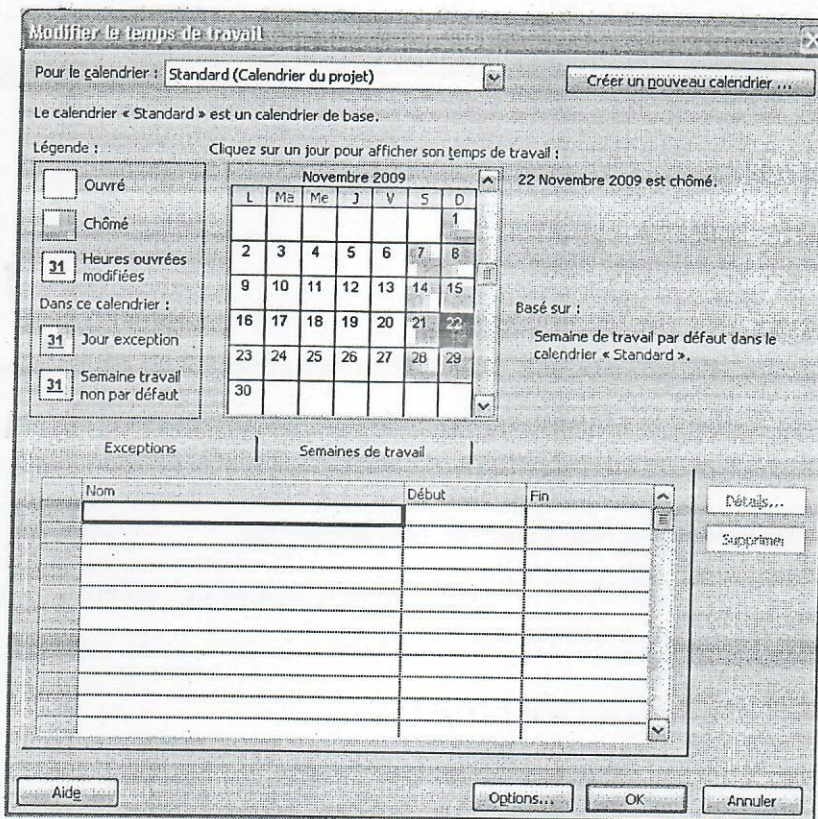 Modifier le temps de travail
Pour le calendrier : Standard (Calendrier du projet)
Créer un nouveau calendrier ...
Le calendrier « Standard » est un calendrier de base.
Légende :
Cliquez sur un jour pour afficher son temps de travail :
Ouvré
Chômé
31 Heures ouvrées modifiées
Dans ce calendrier :
31 Jour exception
31 Semaine travail non par défaut
Novembre 2009
L Ma Me J V S D
1
2 3 4 5 6 7 8
9 10 11 12 13 14 15
16 17 18 19 20 21 22
23 24 25 26 27 28 29
30
22 Novembre 2009 est chômé.
Basé sur :
Semaine de travail par défaut dans le
calendrier « Standard ».
Exceptions
Semaines de travail
Nom Début Fin
Détails...
Supprimer
Aide
Options...
OK
Annuler